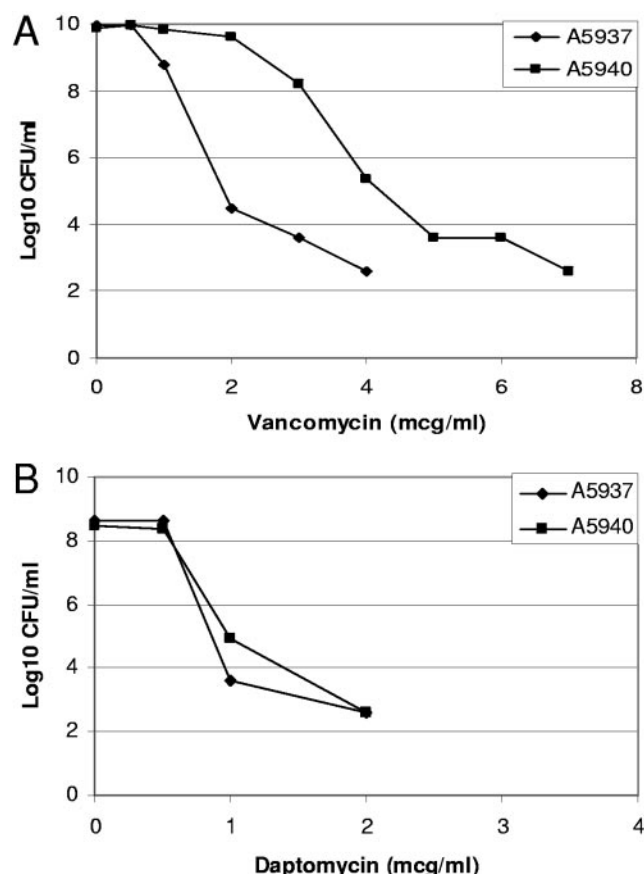 A
10
8
6
4
2
0
Log10 CFU/ml
A5937
A5940
0 2 4 6 8
Vancomycin (mcg/ml)
B
10
8
6
4
2
0
Log10 CFU/ml
A5937
A5940
0 1 2 3 4
Daptomycin (mcg/ml)